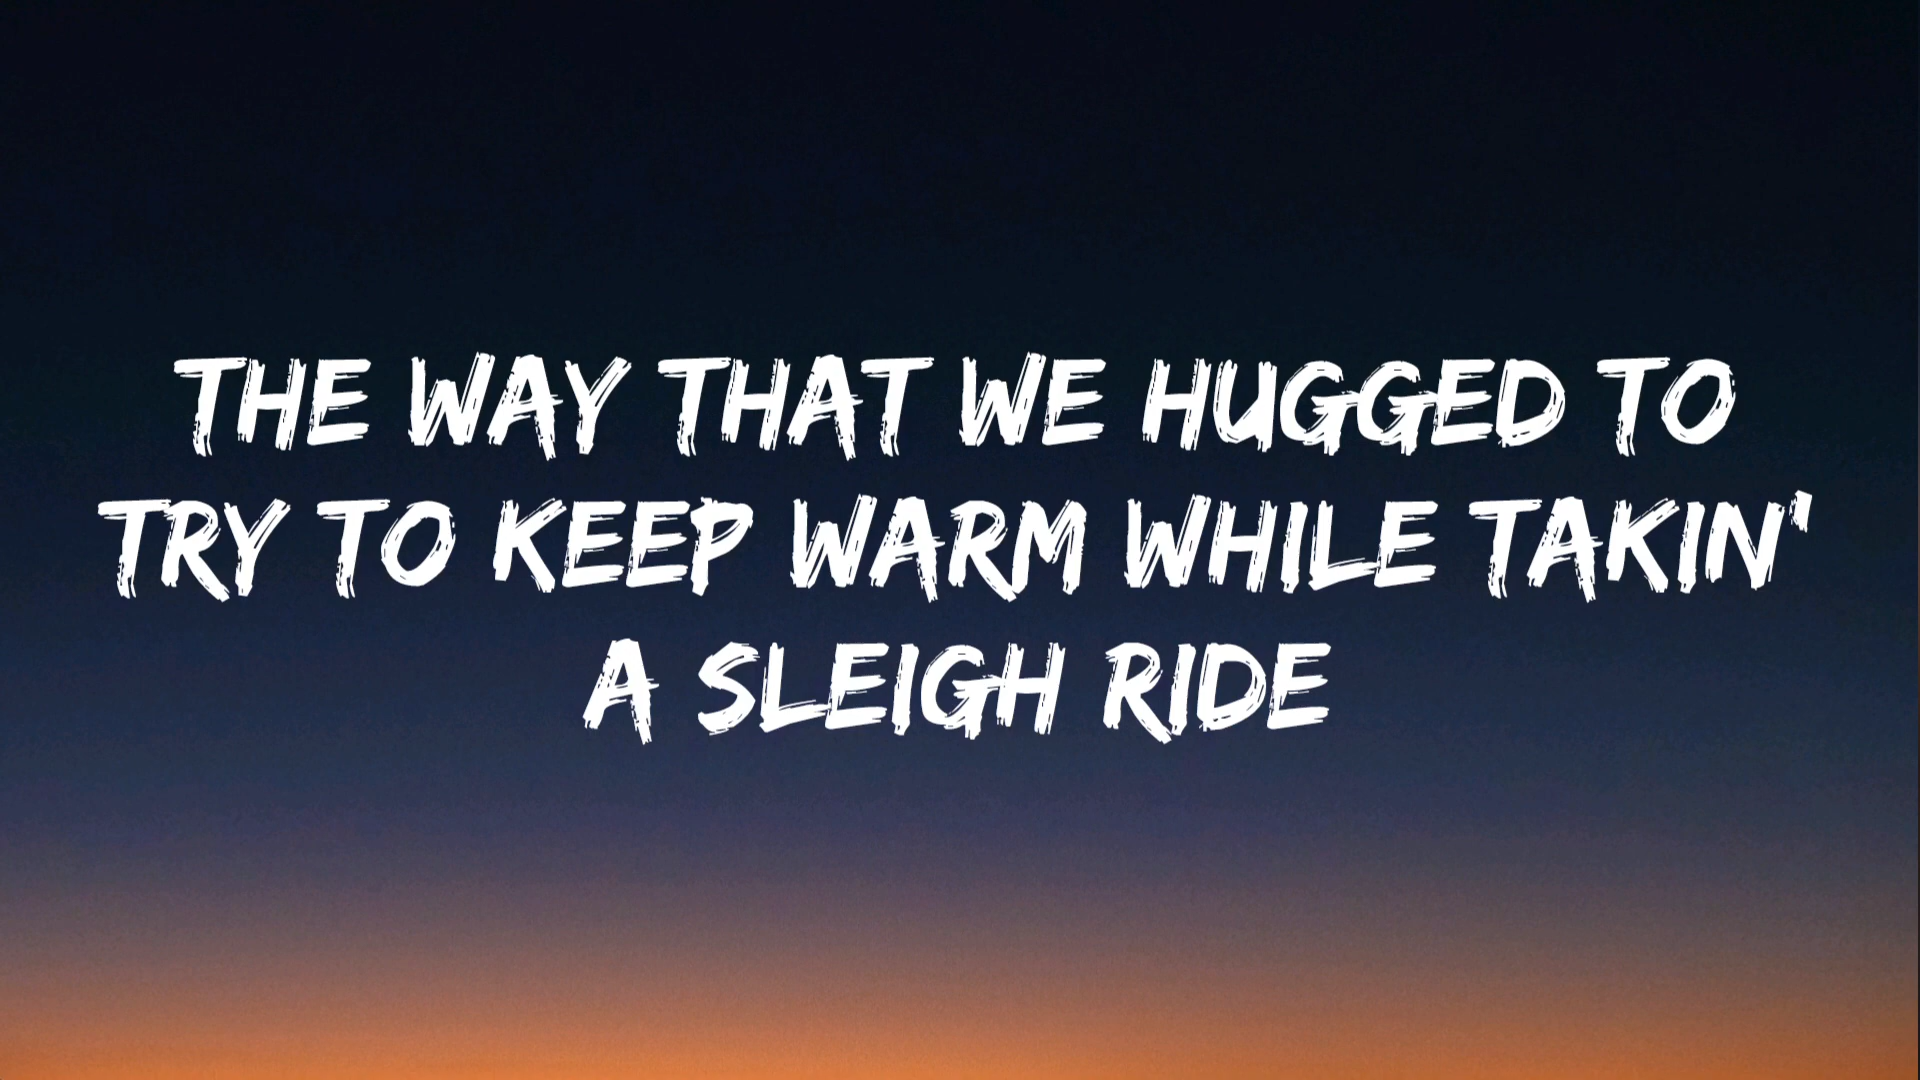 THE WAY THAT WE HUGGED TO
TRY TO KEEP WARM WHILE TAKIN'
A SLEIGH RIDE